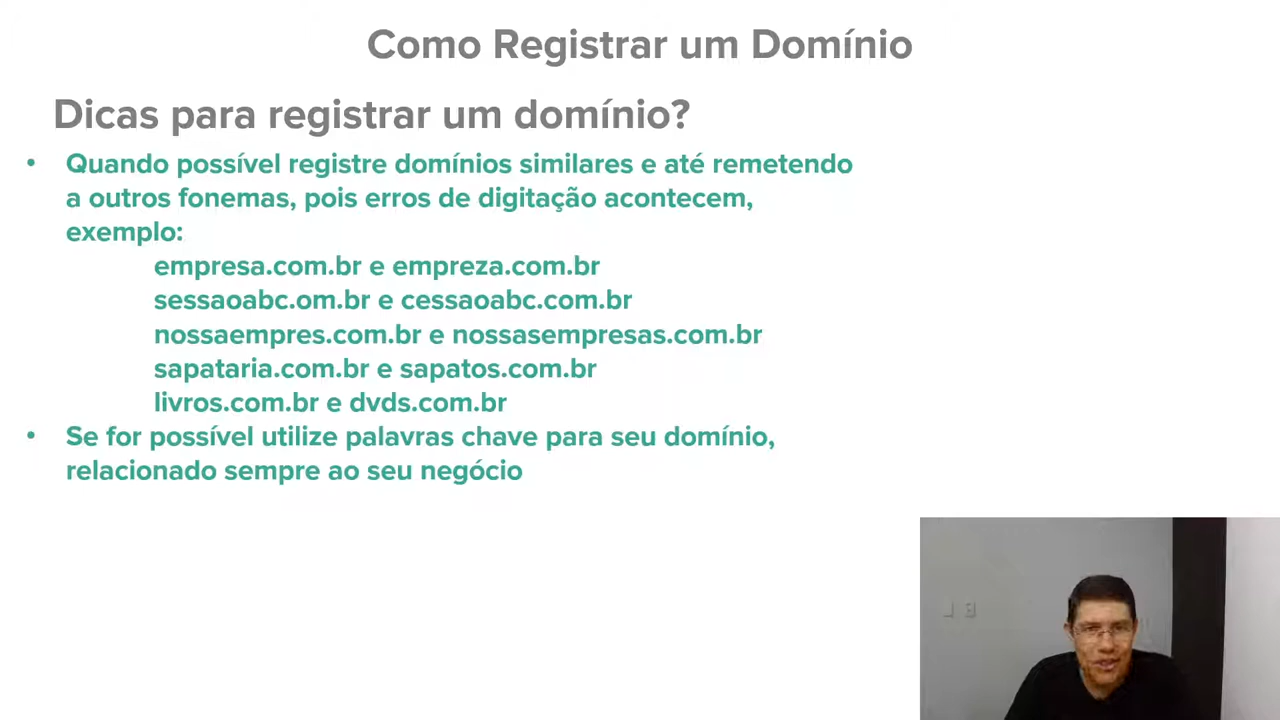 Como Registrar um Domínio
Dicas para registrar um domínio?
• Quando possível registre domínios similares e até remetendo
a outros fonemas, pois erros de digitação acontecem,
exemplo:
empresa.com.br e empreza.com.br
sessaoabc.om.br e cessaoabc.com.br
nossaempres.com.br e nossasempresas.com.br
sapataria.com.br e sapatos.com.br
livros.com.br e dvds.com.br
• Se for possível utilize palavras chave para seu domínio,
relacionado sempre ao seu negócio